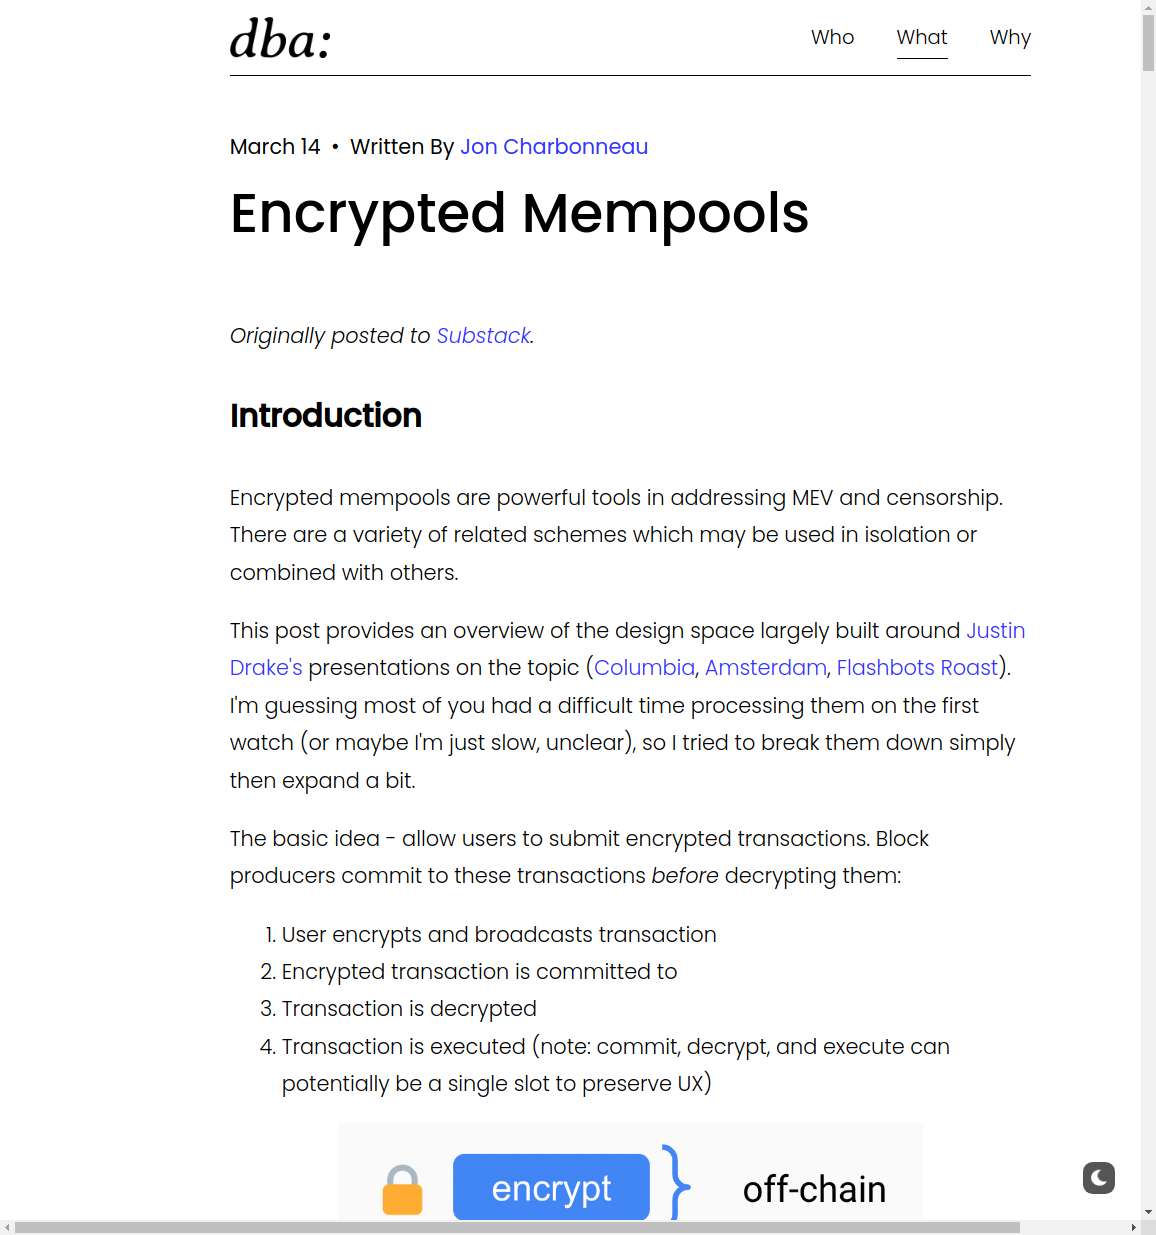 dba:
Who What Why
March 14 • Written By Jon Charbonneau
Encrypted Mempools
Originally posted to Substack.
Introduction
Encrypted mempools are powerful tools in addressing MEV and censorship.
There are a variety of related schemes which may be used in isolation or
combined with others.
This post provides an overview of the design space largely built around Justin
Drake's presentations on the topic (Columbia, Amsterdam, Flashbots Roast).
I'm guessing most of you had a difficult time processing them on the first
watch (or maybe I'm just slow, unclear), so I tried to break them down simply
then expand a bit.
The basic idea - allow users to submit encrypted transactions. Block
producers commit to these transactions before decrypting them:
1. User encrypts and broadcasts transaction
2. Encrypted transaction is committed to
3. Transaction is decrypted
4. Transaction is executed (note: commit, decrypt, and execute can
potentially be a single slot to preserve UX)
encrypt } off-chain